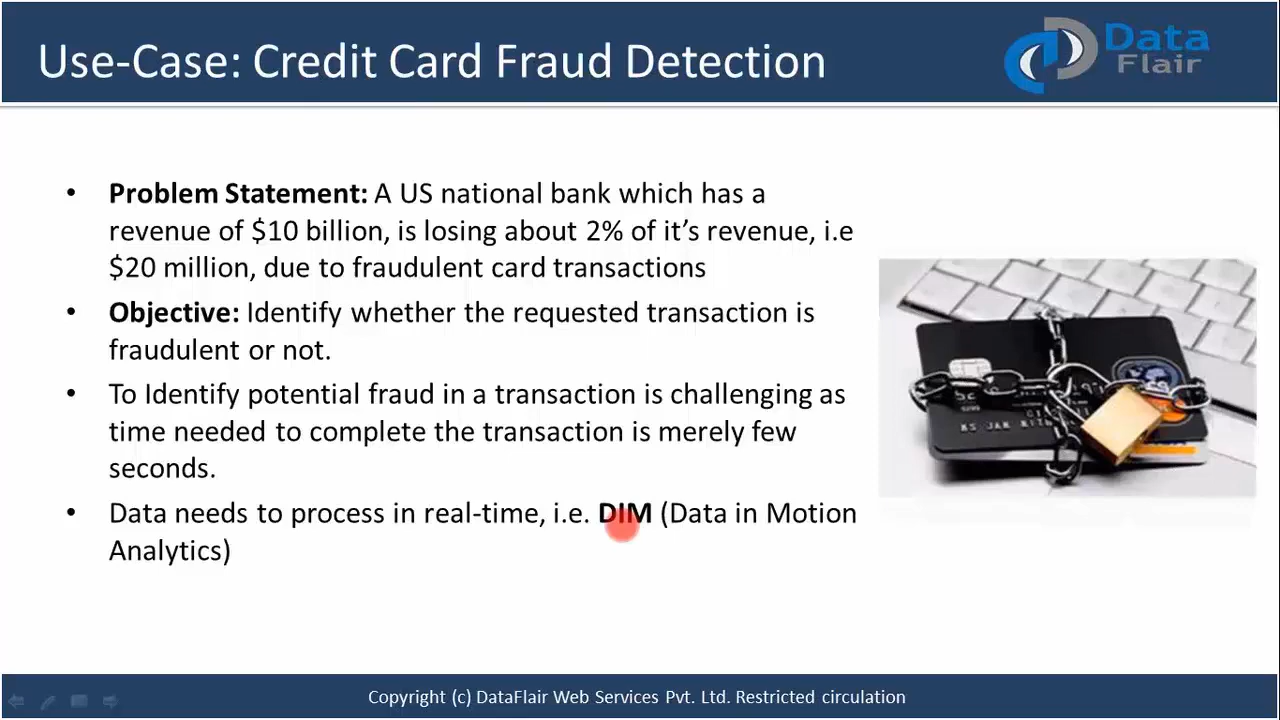 Use-Case: Credit Card Fraud Detection
Data
Flair
• Problem Statement: A US national bank which has a
revenue of $10 billion, is losing about 2% of it’s revenue, i.e
$20 million, due to fraudulent card transactions
• Objective: Identify whether the requested transaction is
fraudulent or not.
• To Identify potential fraud in a transaction is challenging as
time needed to complete the transaction is merely few
seconds.
• Data needs to process in real-time, i.e. DIM (Data in Motion
Analytics)
Copyright (c) DataFlair Web Services Pvt. Ltd. Restricted circulation